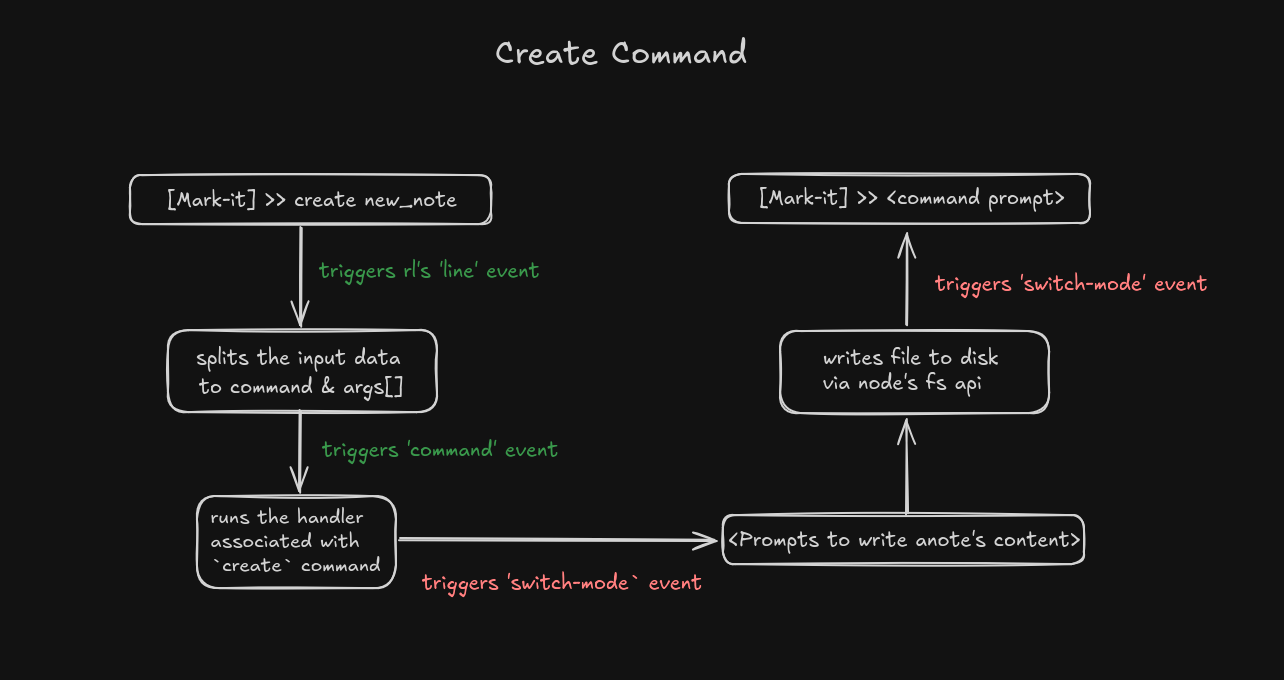 Create Command
[Mark-it] >> create new_note
triggers rl's 'line' event
splits the input data
to command & args[]
triggers 'command' event
runs the handler
associated with
`create` command
triggers 'switch-mode` event
<Prompts to write anote's content>
writes file to disk
via node's fs api
triggers 'switch-mode' event
[Mark-it] >> <command prompt>